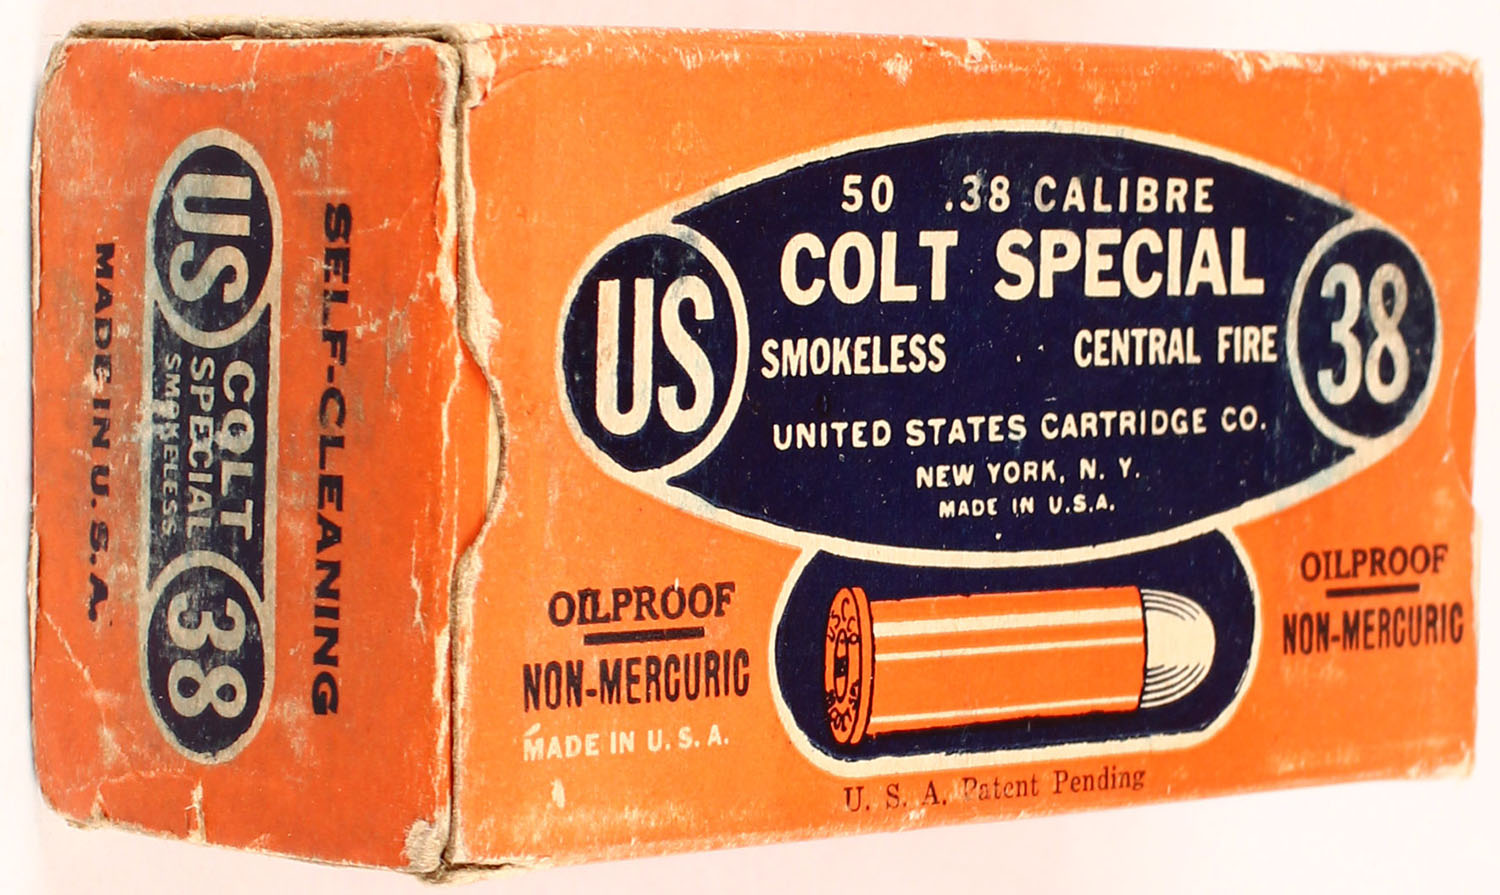 50 .38 CALIBRE
COLT SPECIAL
SMOKELESS CENTRAL FIRE
US
38
UNITED STATES CARTRIDGE CO.
NEW YORK, N. Y.
MADE IN U.S.A.
OILPROOF
NON-MERCURIC
MADE IN U. S. A.
OILPROOF
NON-MERCURIC
U. S. A. Patent Pending
SELF-CLEANING
US
COLT
SPECIAL
SMOKELESS
38
MADE IN U. S. A.